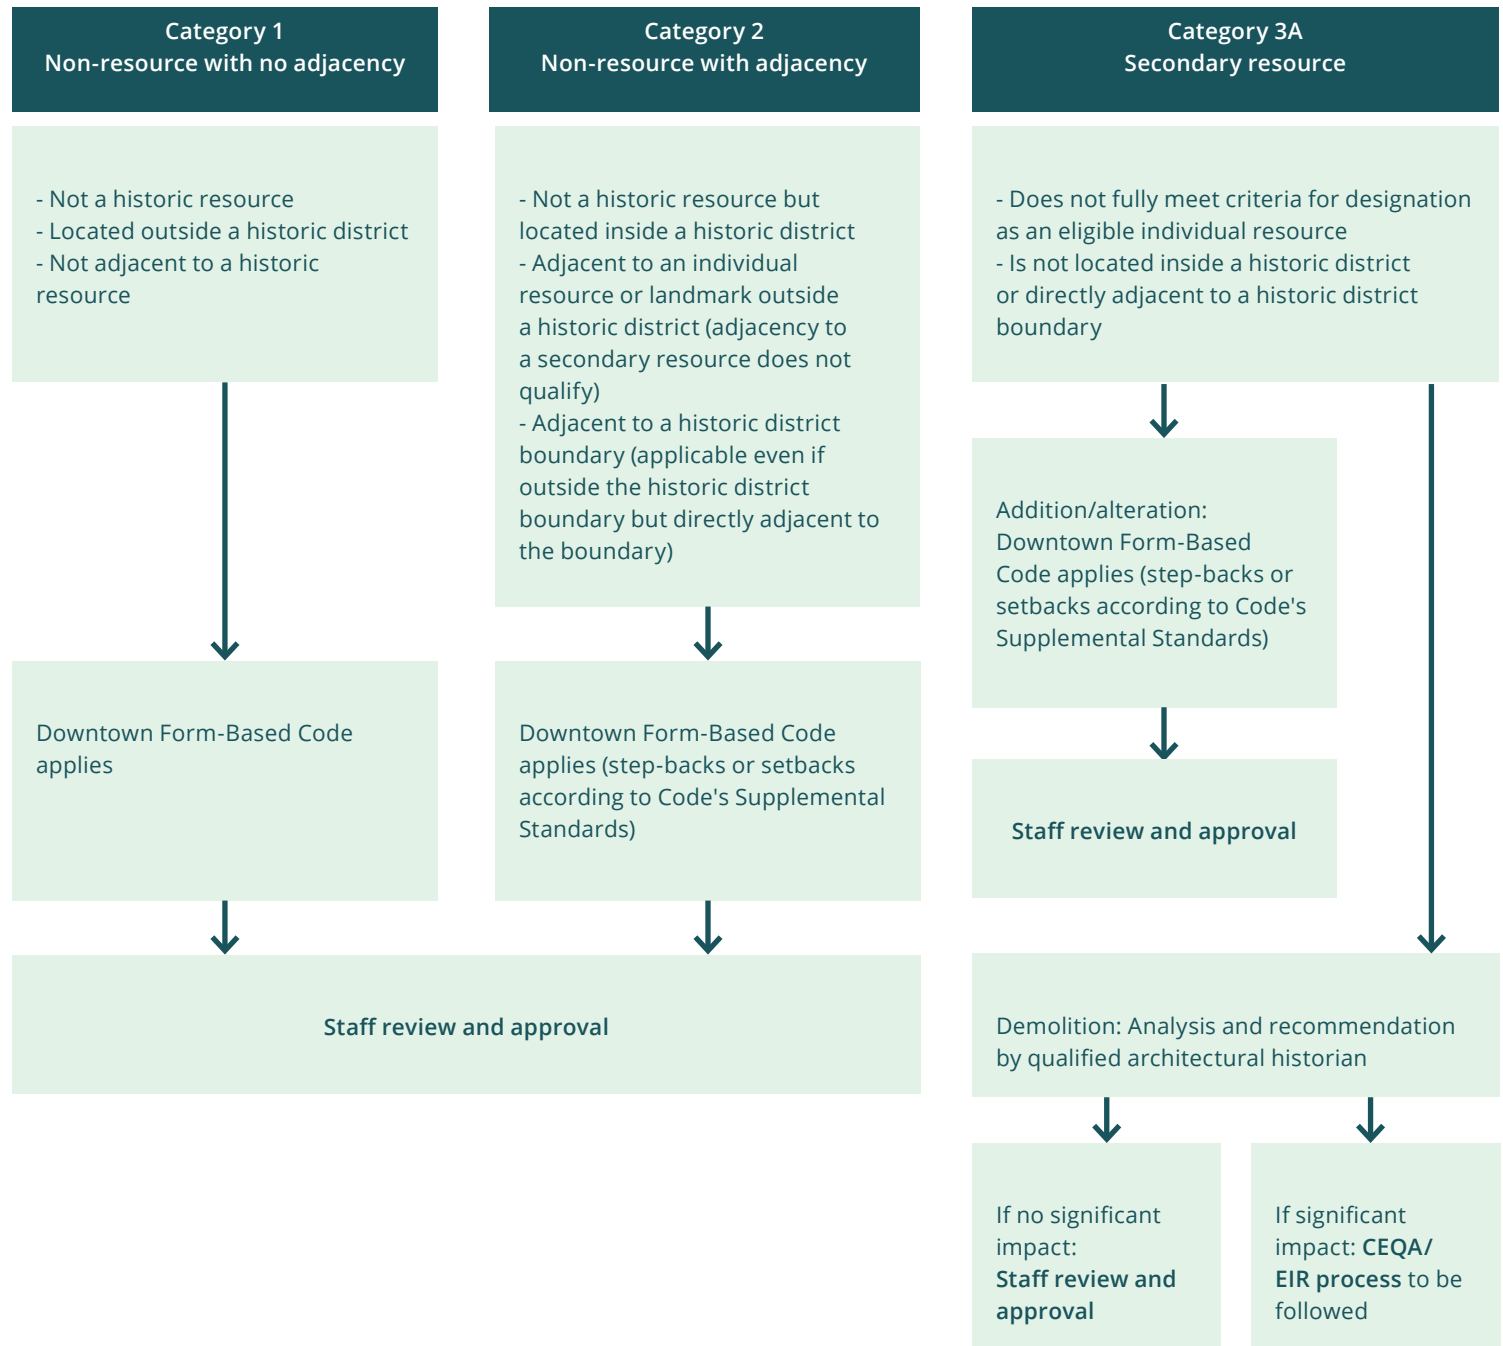 Category 1
Non-resource with no adjacency
- Not a historic resource
- Located outside a historic district
- Not adjacent to a historic
resource
Downtown Form-Based Code
applies
Category 2
Non-resource with adjacency
- Not a historic resource but
located inside a historic district
- Adjacent to an individual
resource or landmark outside
a historic district (adjacency to
a secondary resource does not
qualify)
- Adjacent to a historic district
boundary (applicable even if
outside the historic district
boundary but directly adjacent to
the boundary)
Downtown Form-Based Code
applies (step-backs or setbacks
according to Code's Supplemental
Standards)
Staff review and approval
Category 3A
Secondary resource
- Does not fully meet criteria for designation
as an eligible individual resource
- Is not located inside a historic district
or directly adjacent to a historic district
boundary
Addition/alteration:
Downtown Form-Based
Code applies (step-backs or
setbacks according to Code's
Supplemental Standards)
Staff review and approval
Demolition: Analysis and recommendation
by qualified architectural historian
If no significant
impact:
Staff review and
approval
If significant
impact: CEQA/
EIR process to be
followed